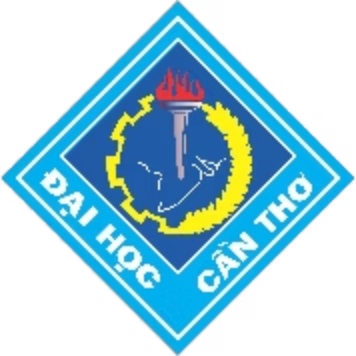 ĐẠI HỌC
CẦN THƠ